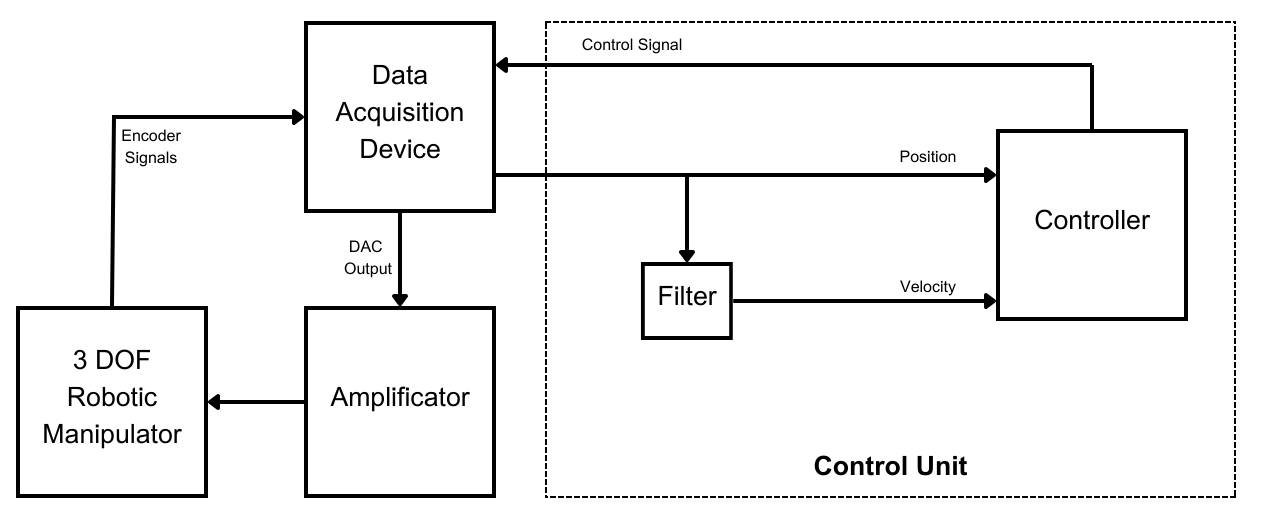 Control Signal
Data
Acquisition
Device
Encoder
Signals
Position
Controller
DAC
Output
Velocity
Filter
3 DOF
Robotic
Manipulator
Amplificator
Control Unit